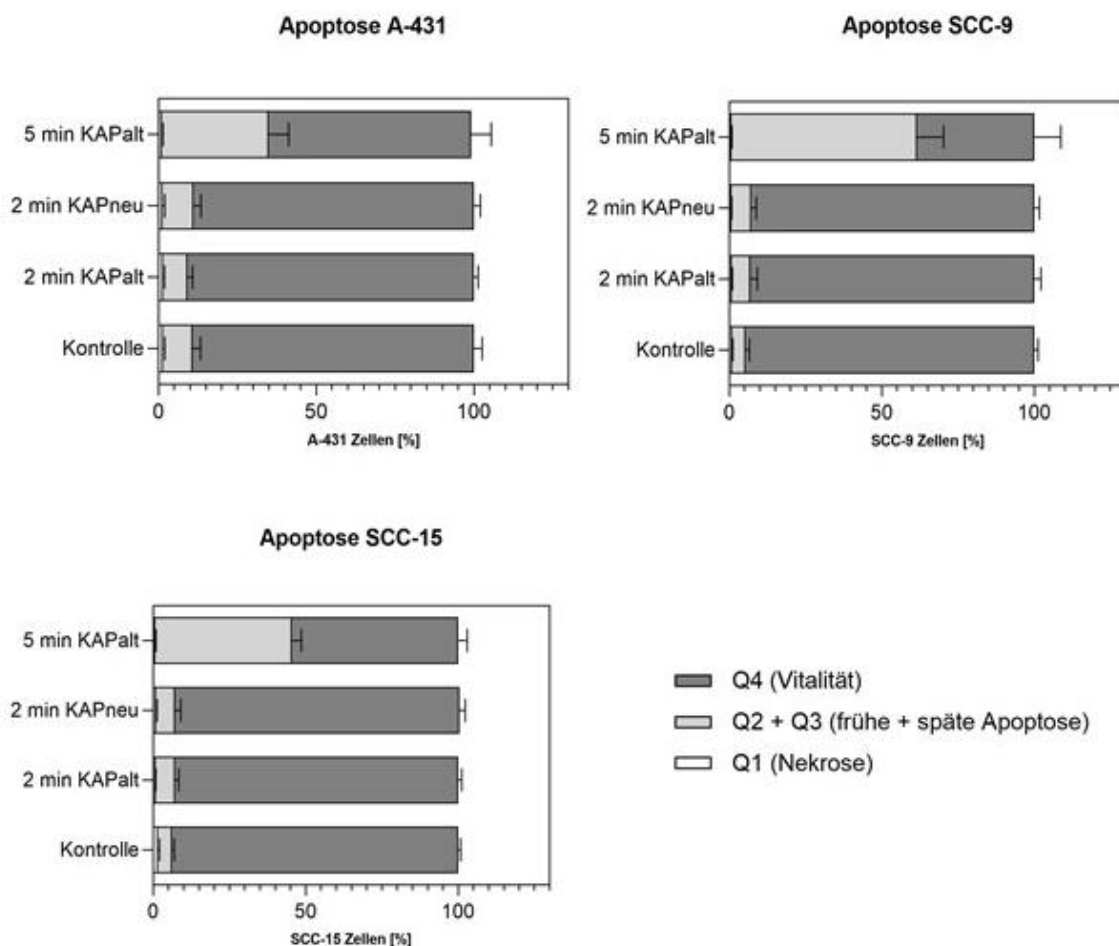 Apoptose A-431
5 min KAPalt
2 min KAPneu
2 min KAPalt
Kontrolle
0 50 100
A-431 Zellen [%]
Apoptose SCC-9
5 min KAPalt
2 min KAPneu
2 min KAPalt
Kontrolle
0 50 100
SCC-9 Zellen [%]
Apoptose SCC-15
5 min KAPalt
2 min KAPneu
2 min KAPalt
Kontrolle
0 50 100
SCC-15 Zellen [%]
Q4 (Vitalität)
Q2 + Q3 (frühe + späte Apoptose)
Q1 (Nekrose)